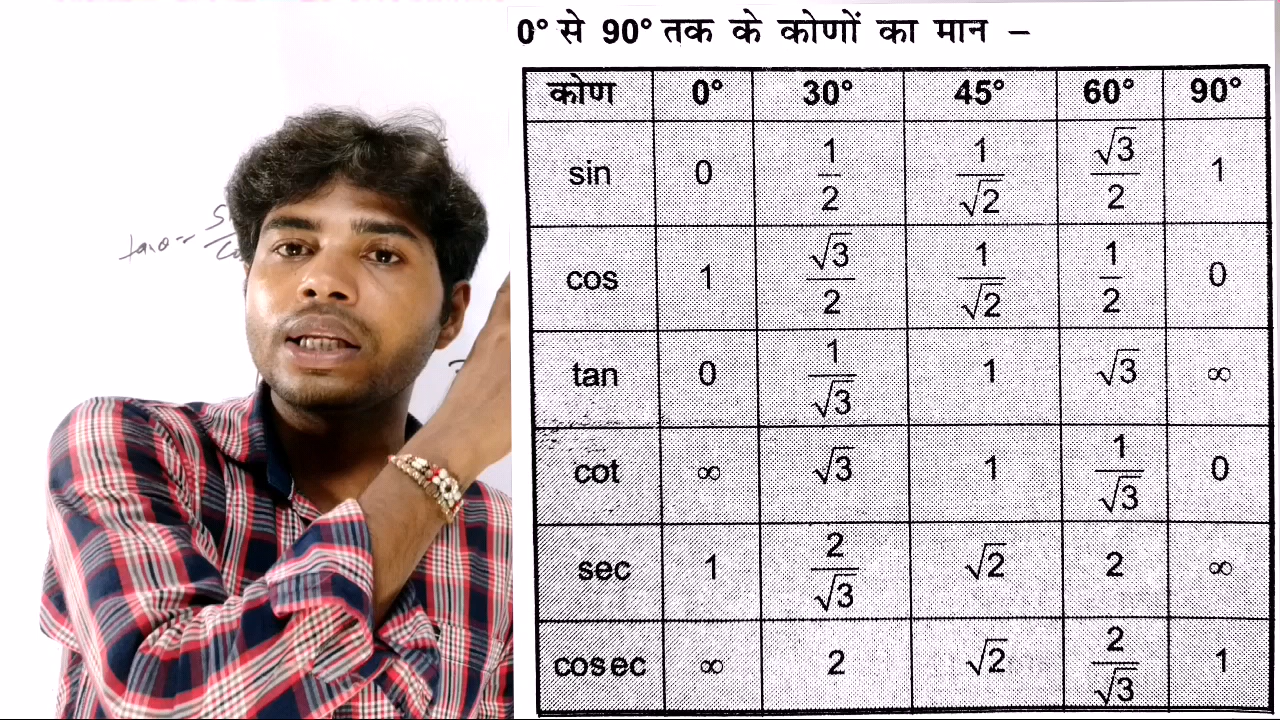 0° से 90° तक के कोणों का मान –
कोण 0° 30° 45° 60° 90°
sin 0 1/2 1/√2 √3/2 1
cos 1 √3/2 1/√2 1/2 0
tan 0 1/√3 1 √3 ∞
cot ∞ √3 1 1/√3 0
sec 1 2/√3 √2 2 ∞
cosec ∞ 2 √2 2/√3 1
tanθ =